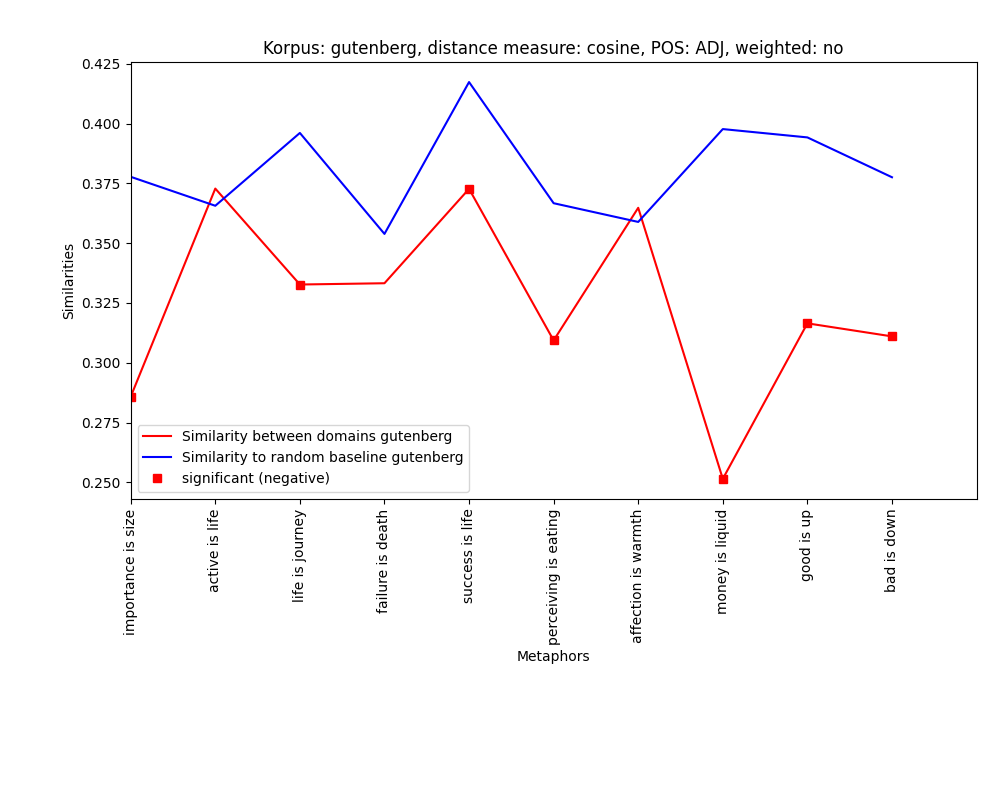 Korpus: gutenberg, distance measure: cosine, POS: ADJ, weighted: no
Similarities
0.425
0.400
0.375
0.350
0.325
0.300
0.275
0.250
Similarity between domains gutenberg
Similarity to random baseline gutenberg
significant (negative)
importance is size
active is life
life is journey
failure is death
success is life
perceiving is eating
affection is warmth
money is liquid
good is up
bad is down
Metaphors